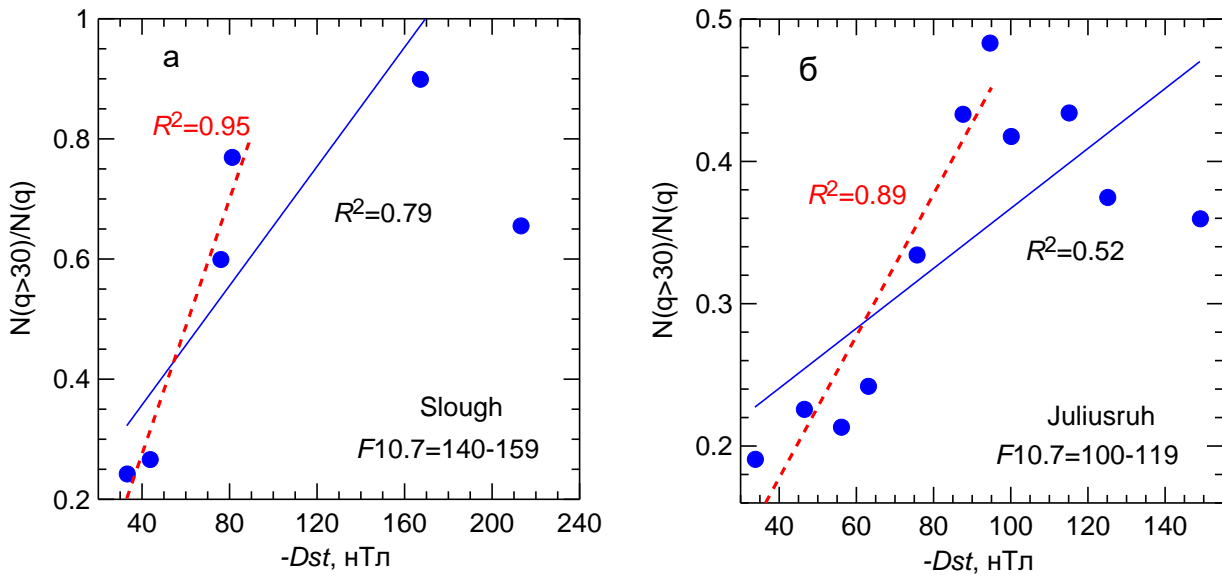 1
а
0.8
R²=0.95
N(q>30)/N(q)
R²=0.79
0.6
0.4
Slough
F10.7=140-159
0.2
40 80 120 160 200 240
-Dst, нТл
0.5
б
0.4
R²=0.89
N(q>30)/N(q)
R²=0.52
0.3
0.2
Juliusruh
F10.7=100-119
40 60 80 100 120 140
-Dst, нТл